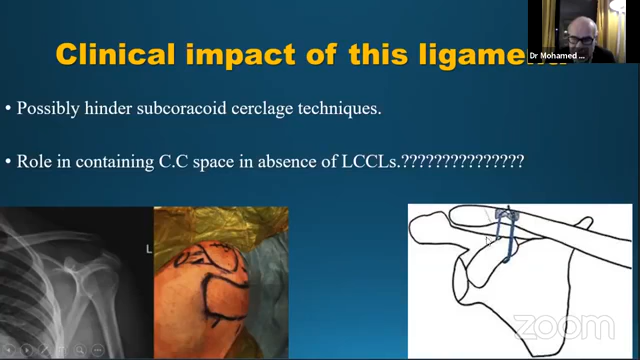 Clinical impact of this ligament
Dr Mohamed ...
• Possibly hinder subcoracoid cerclage techniques.
• Role in containing C.C space in absence of LCCLs.???????????????
L
zoom